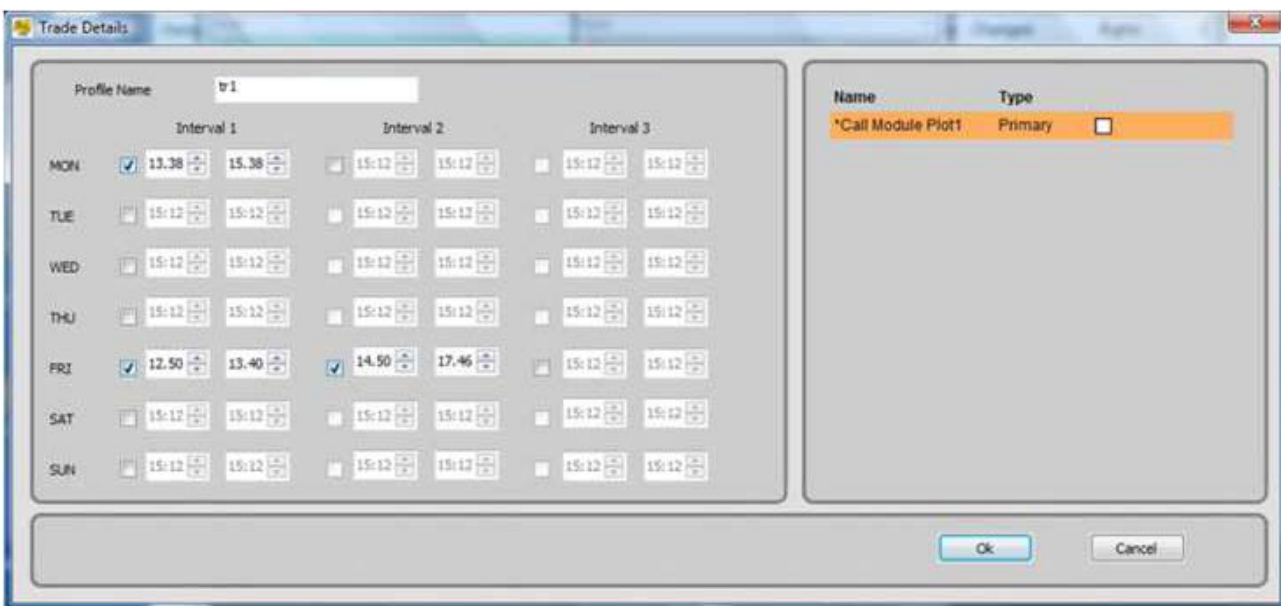 Trade Details
Profile Name tr1
Interval 1 Interval 2 Interval 3
MON 13.38 15.38 15:12 15:12 15:12 15:12
TUE 15:12 15:12 15:12 15:12 15:12 15:12
WED 15:12 15:12 15:12 15:12 15:12 15:12
THU 15:12 15:12 15:12 15:12 15:12 15:12
FRI 12.50 13.40 14.50 17.46 15:12 15:12
SAT 15:12 15:12 15:12 15:12 15:12 15:12
SUN 15:12 15:12 15:12 15:12 15:12 15:12
Name Type
*Call Module Plot1 Primary
Ok Cancel